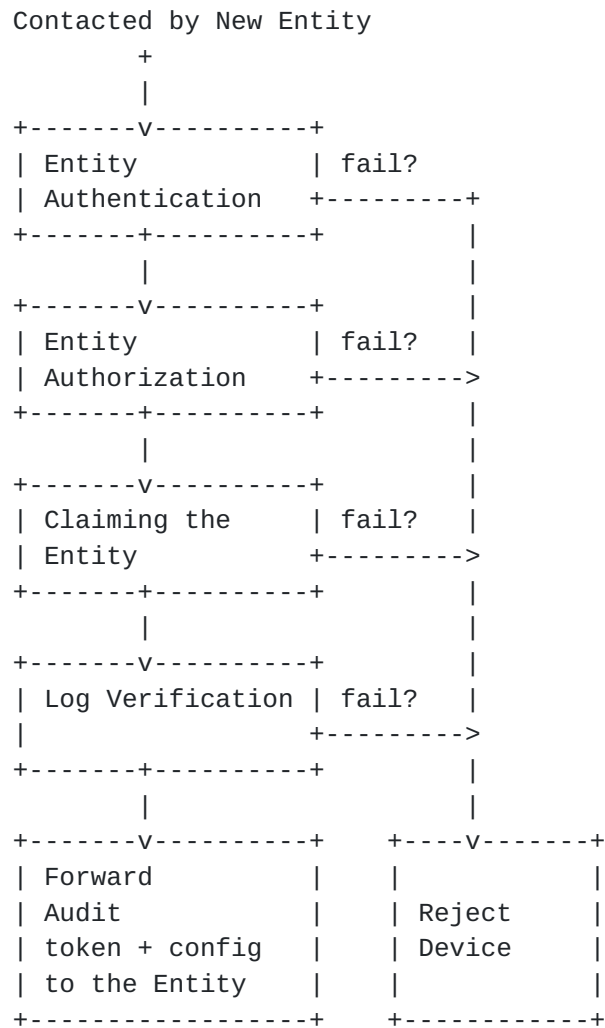 Contacted by New Entity
Entity fail?
Authentication
Entity fail?
Authorization
Claiming the fail?
Entity
Log Verification fail?
Forward
Audit Reject
token + config Device
to the Entity